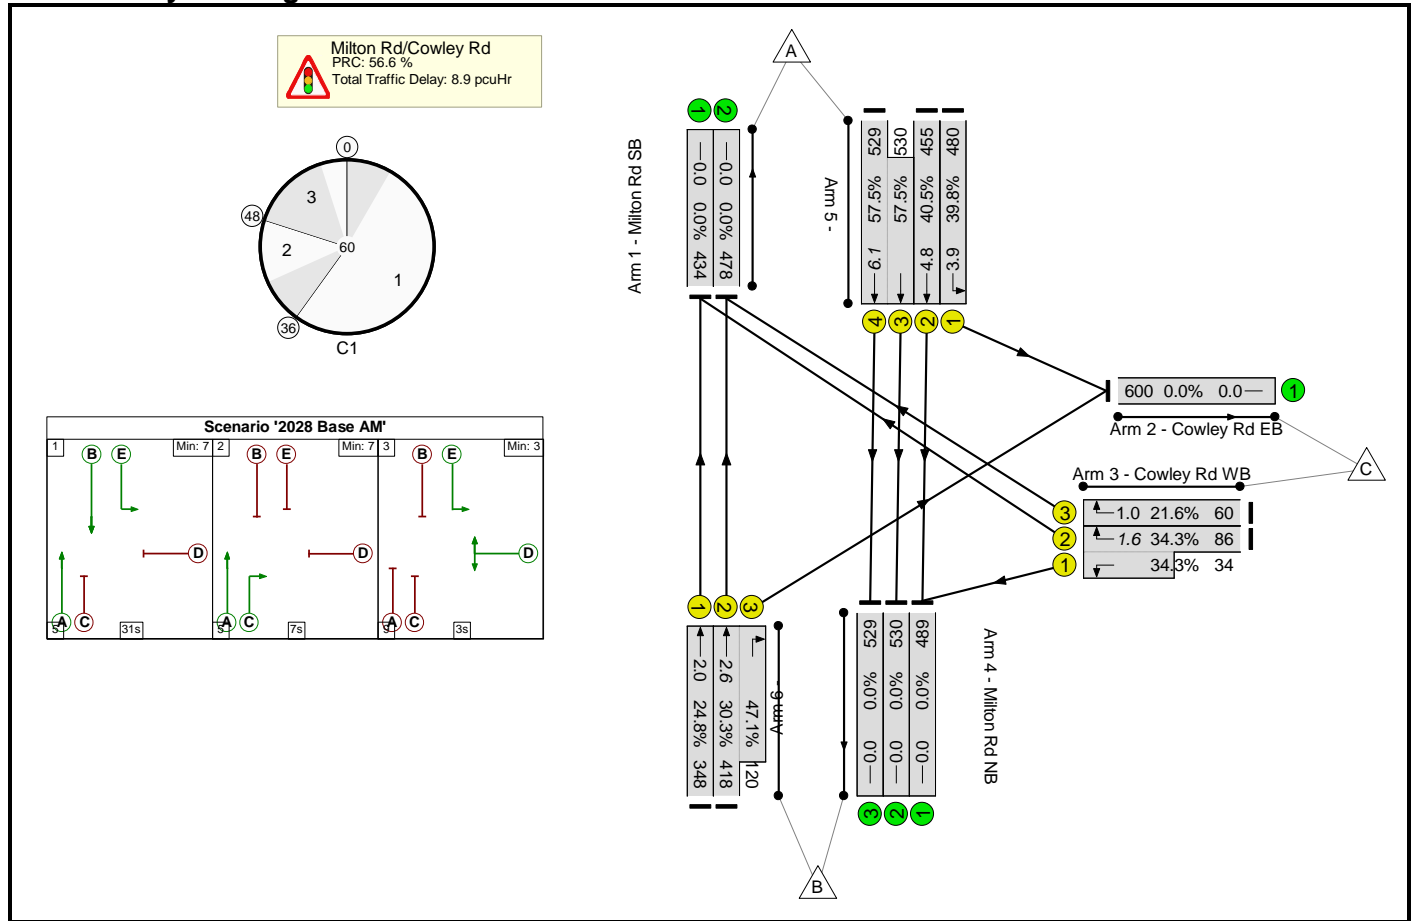 Milton Rd/Cowley Rd
PRC: 56.6 %
Total Traffic Delay: 8.9 pcuHr
0
3
48
2
60
1
36
C1
Scenario '2028 Base AM'
1
B
E
Min: 7
D
A
C
5
31s
2
B
E
Min: 7
D
A
C
5
7s
3
B
E
Min: 3
D
A
C
3s
A
1
2
Arm 1 - Milton Rd SB
0.0 0.0% 434
0.0 0.0% 478
Arm 5 -
529 57.5% 6.1
530 57.5%
455 40.5% 4.8
480 39.8% 3.9
4
3
2
1
600 0.0% 0.0
1
Arm 2 - Cowley Rd EB
C
Arm 3 - Cowley Rd WB
3
1.0 21.6% 60
2
1.6 34.3% 86
1
34.3% 34
1
2
3
2.0 24.8% 348
2.6 30.3% 418
47.1% 120
Arm 6 -
529 0.0% 0.0
530 0.0% 0.0
489 0.0% 0.0
Arm 4 - Milton Rd NB
3
2
1
B